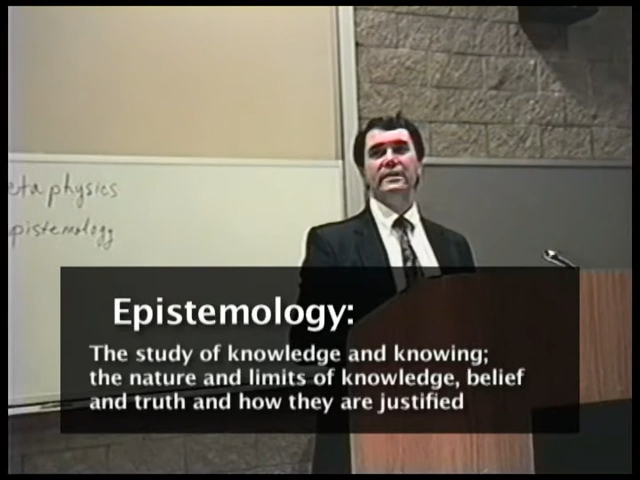 etaphysics
pistemology
Epistemology:
The study of knowledge and knowing;
the nature and limits of knowledge, belief
and truth and how they are justified